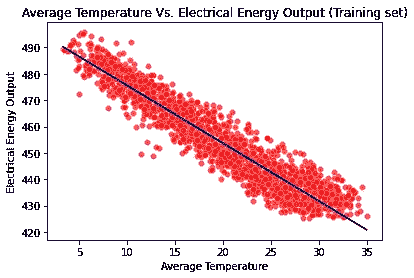 Average Temperature Vs. Electrical Energy Output (Training set)
490
480
470
460
450
440
430
420
Electrical Energy Output
5 10 15 20 25 30 35
Average Temperature